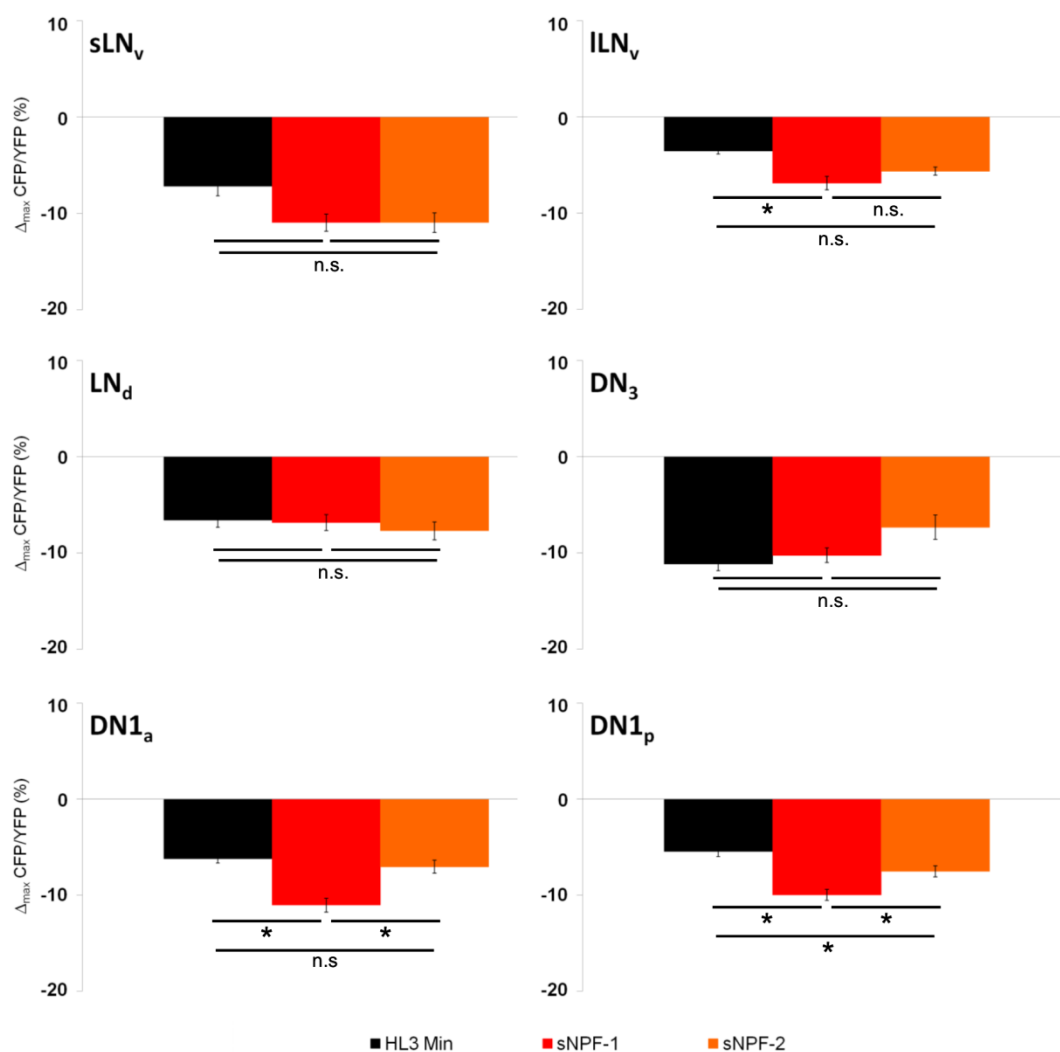 sLNv
10
0
-10
-20
Δmax CFP/YFP (%)
n.s.
lLNv
10
0
-10
-20
*
n.s.
n.s.
LNd
10
0
-10
-20
Δmax CFP/YFP (%)
n.s.
DN3
10
0
-10
-20
n.s.
DN1a
10
0
-10
-20
Δmax CFP/YFP (%)
*
*
n.s
DN1p
10
0
-10
-20
*
*
*
HL3 Min
sNPF-1
sNPF-2